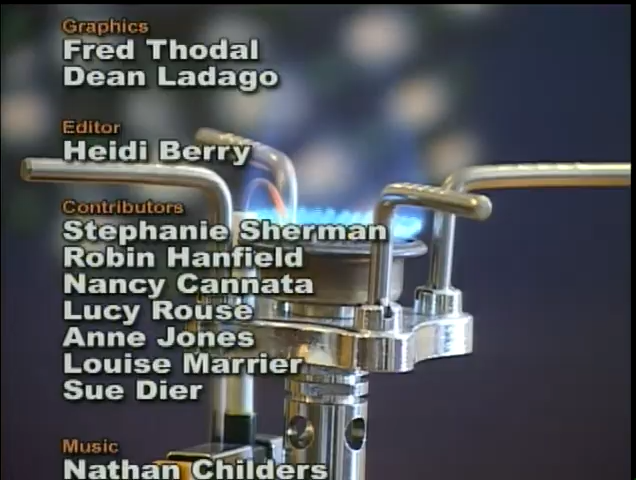 Graphics
Fred Thodal
Dean Ladago
Editor
Heidi Berry
Contributors
Stephanie Sherman
Robin Hanfield
Nancy Cannata
Lucy Rouse
Anne Jones
Louise Marrier
Sue Dier
Music
Nathan Childers